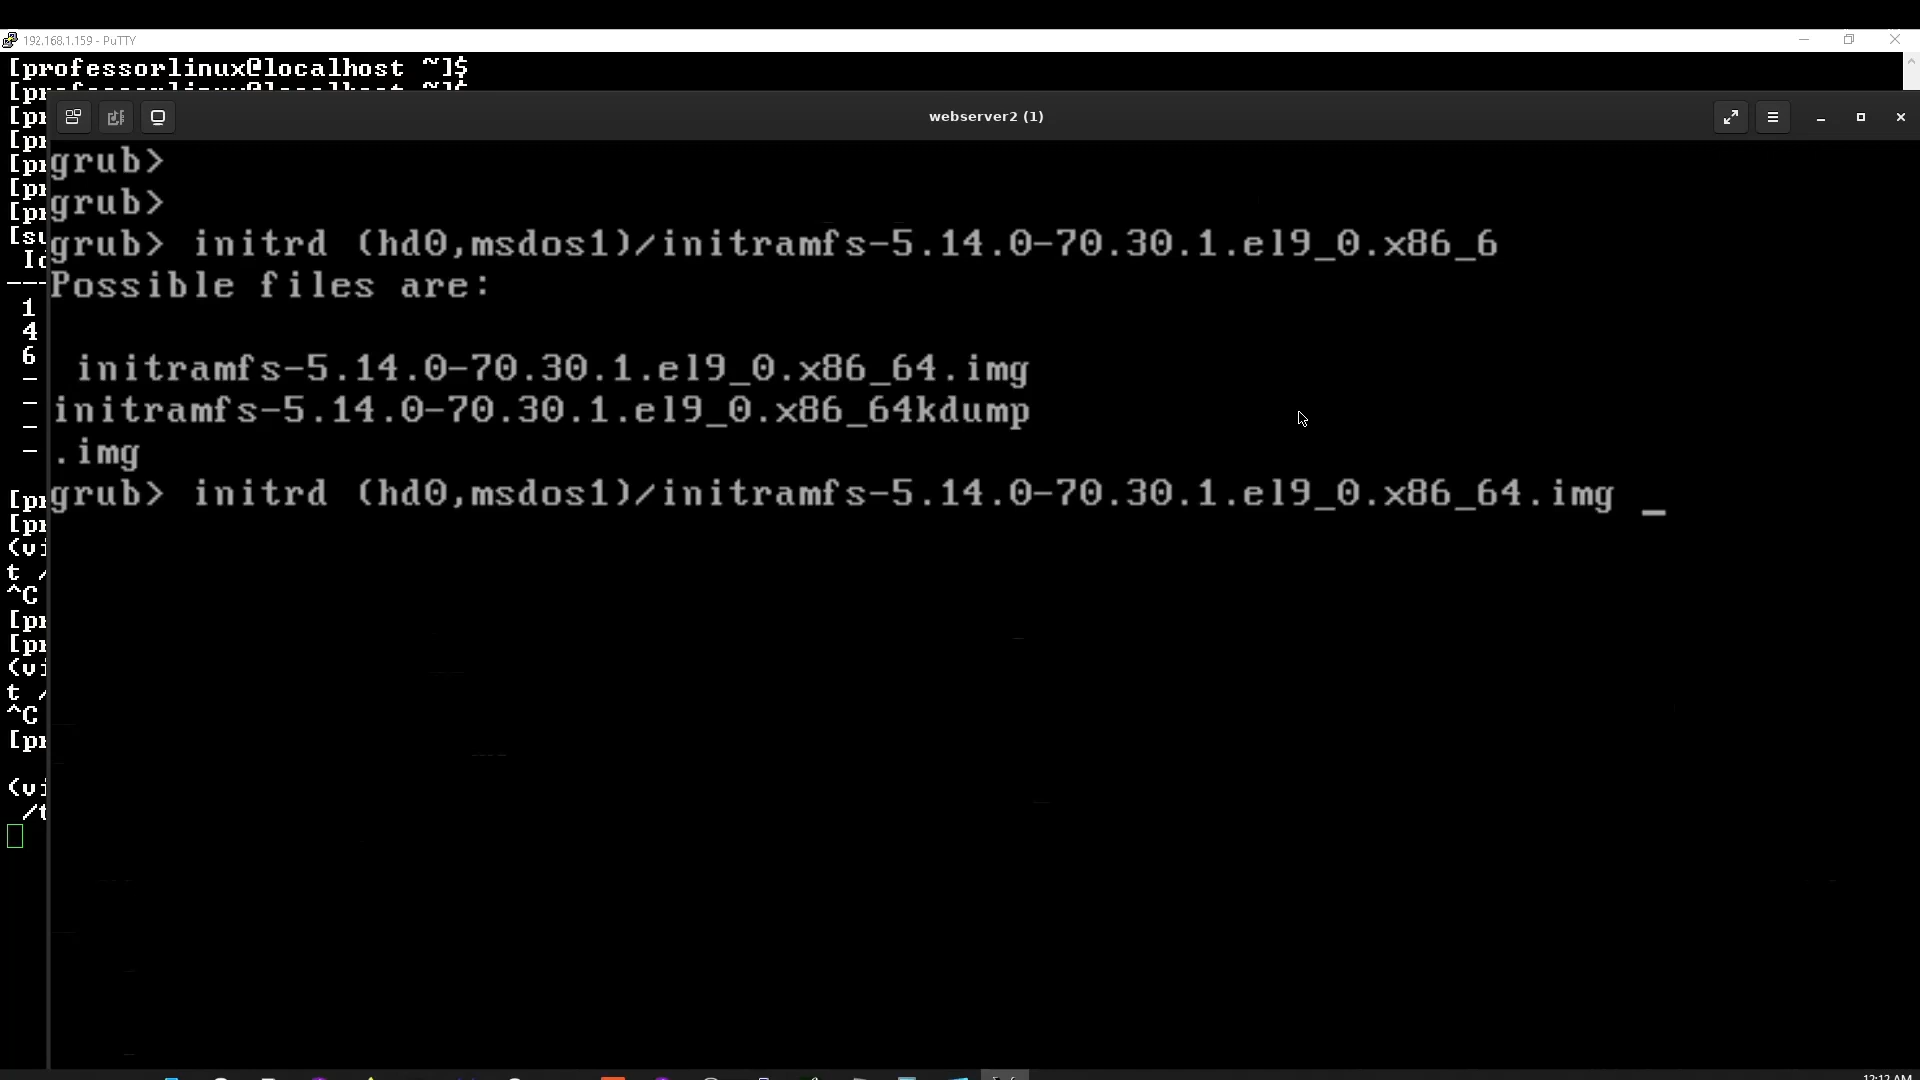 192.168.1.159 - PuTTY
[professorlinux@localhost ~]$
webserver2 (1)
grub>
grub>
grub> initrd (hd0,msdos1)/initramfs-5.14.0-70.30.1.el9_0.x86_6
Possible files are:
initramfs-5.14.0-70.30.1.el9_0.x86_64.img
initramfs-5.14.0-70.30.1.el9_0.x86_64kdump
.img
grub> initrd (hd0,msdos1)/initramfs-5.14.0-70.30.1.el9_0.x86_64.img _
1
4
6
-
-
-
-
^C
^C